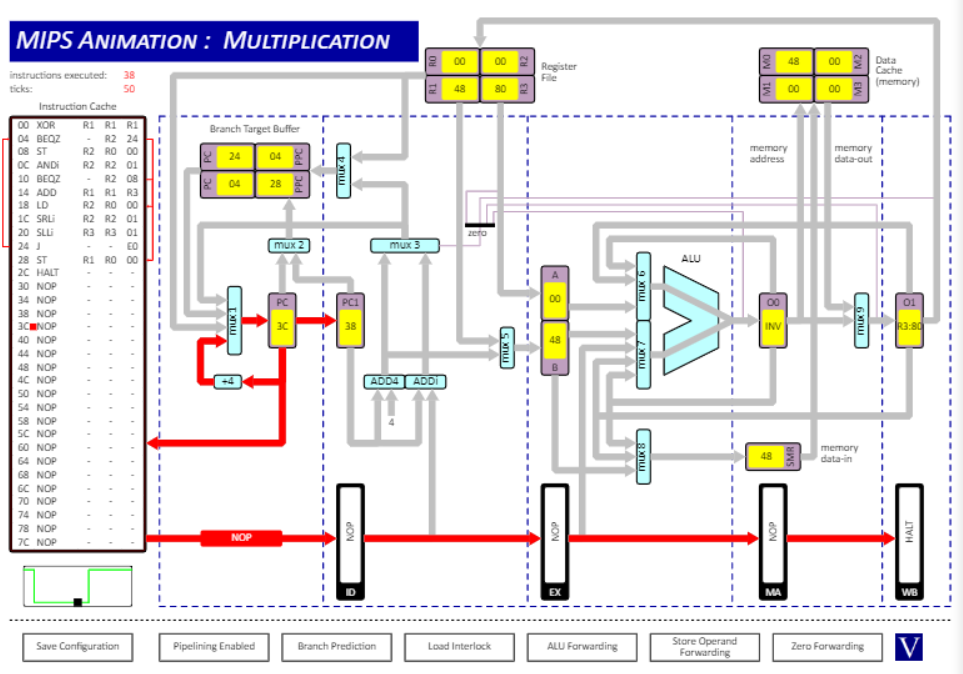 MIPS ANIMATION : MULTIPLICATION
instructions executed: 38
ticks: 50
Instruction Cache
00 XOR R1 R1 R1
04 BEQZ - R2 24
08 ST R2 R0 00
0C ANDi R2 R2 01
10 BEQZ - R2 08
14 ADD R1 R1 R3
18 LD R2 R0 00
1C SRLi R2 R2 01
20 SLLi R3 R3 01
24 J - - E0
28 ST R1 R0 00
2C HALT - - -
30 NOP - - -
34 NOP - - -
38 NOP - - -
3C NOP - - -
40 NOP - - -
44 NOP - - -
48 NOP - - -
4C NOP - - -
50 NOP - - -
54 NOP - - -
58 NOP - - -
5C NOP - - -
60 NOP - - -
64 NOP - - -
68 NOP - - -
6C NOP - - -
70 NOP - - -
74 NOP - - -
78 NOP - - -
7C NOP - - -
R0 00 00 R2
R1 48 80 R3
Register
File
M0 48 00 M2
M1 00 00 M3
Data
Cache
(memory)
Branch Target Buffer
PC 24 04 PPC
PC 04 28 PPC
mux 4
memory
address
memory
data-out
zero
mux 2
mux 3
mux 1
PC
3C
PC1
38
+4
ADD4
ADDi
4
mux 5
A
00
48
B
mux 6
mux 7
ALU
O0
INV
mux 9
O1
R3:80
mux 8
48 SMR
memory
data-in
NOP
NOP
ID
NOP
EX
NOP
MA
HALT
WB
Save Configuration
Pipelining Enabled
Branch Prediction
Load Interlock
ALU Forwarding
Store Operand
Forwarding
Zero Forwarding
V